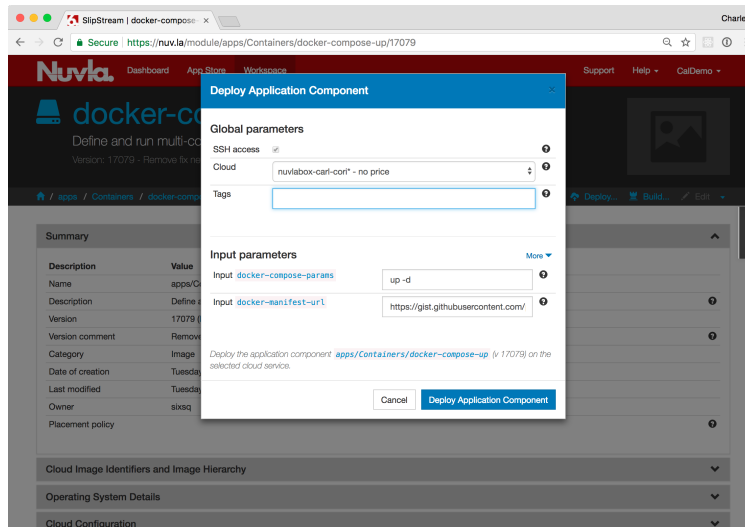 SlipStream | docker-compose- ×
Charle
Secure | https://nuv.la/module/apps/Containers/docker-compose-up/17079
Nuvla. Dashboard App Store Workspace Support Help CalDemo
Deploy Application Component ×
docker-co
Define and run multi-co
Version: 17079 - Remove fix ne
/ apps / Containers / docker-comp Deploy... Build... Edit
Global parameters
SSH access
Cloud nuvlabox-carl-cori* - no price
Tags
Summary
Input parameters More
Input docker-compose-params up -d
Input docker-manifest-url https://gist.githubusercontent.com/
Deploy the application component apps/Containers/docker-compose-up (v 17079) on the
selected cloud service.
Cancel Deploy Application Component
Description Value
Name apps/Co
Description Define a
Version 17079 (
Version comment Remove
Category Image
Date of creation Tuesday
Last modified Tuesday
Owner sixsq
Placement policy
Cloud Image Identifiers and Image Hierarchy
Operating System Details
Cloud Configuration